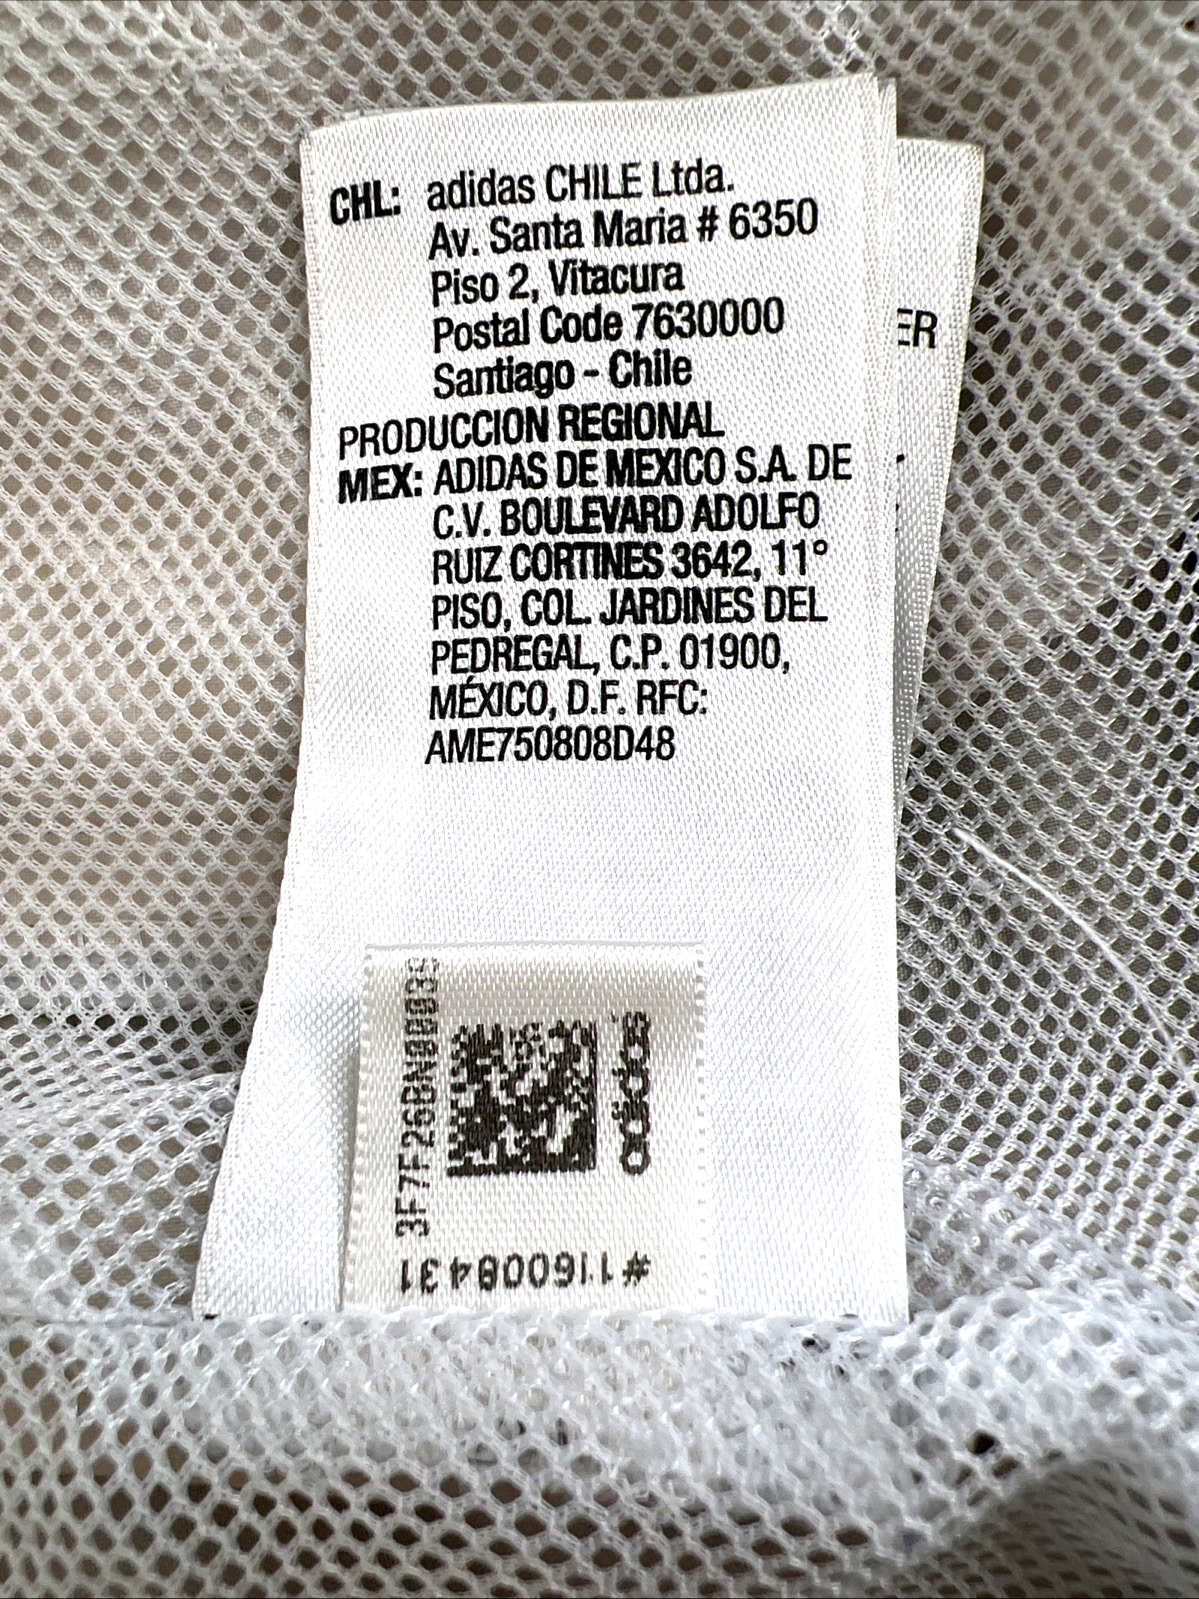 CHL: adidas CHILE Ltda.
Av. Santa Maria # 6350
Piso 2, Vitacura
Postal Code 7630000
Santiago - Chile
PRODUCCION REGIONAL
MEX: ADIDAS DE MEXICO S.A. DE
C.V. BOULEVARD ADOLFO
RUIZ CORTINES 3642, 11°
PISO, COL. JARDINES DEL
PEDREGAL, C.P. 01900,
MÉXICO, D.F. RFC:
AME750808D48
ER
adidas